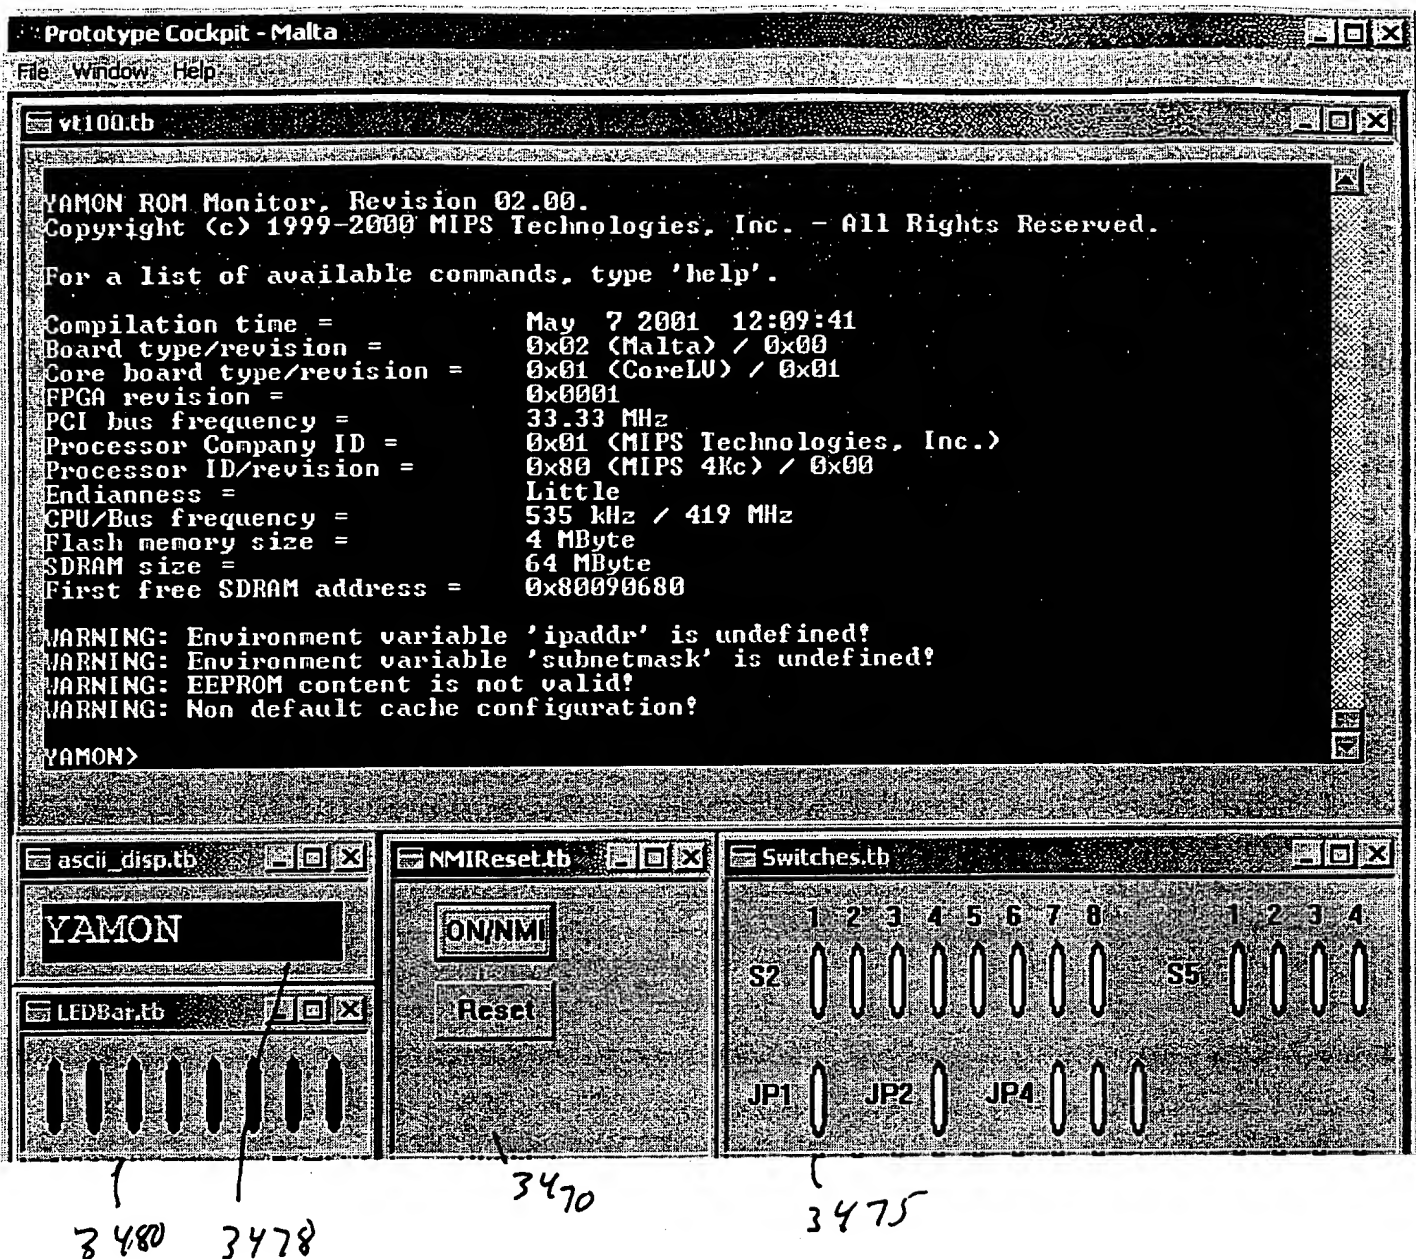 Prototype Cockpit - Malta
File Window Help
vt100.tb
YAMON ROM Monitor, Revision 02.00.
Copyright (c) 1999-2000 MIPS Technologies, Inc. - All Rights Reserved.
For a list of available commands, type 'help'.
Compilation time = May 7 2001 12:09:41
Board type/revision = 0x02 (Malta) / 0x00
Core board type/revision = 0x01 (CoreLV) / 0x01
FPGA revision = 0x0001
PCI bus frequency = 33.33 MHz
Processor Company ID = 0x01 (MIPS Technologies, Inc.)
Processor ID/revision = 0x80 (MIPS 4Kc) / 0x00
Endianness = Little
CPU/Bus frequency = 535 kHz / 419 MHz
Flash memory size = 4 MByte
SDRAM size = 64 MByte
First free SDRAM address = 0x80090680
WARNING: Environment variable 'ipaddr' is undefined!
WARNING: Environment variable 'subnetmask' is undefined!
WARNING: EEPROM content is not valid!
WARNING: Non default cache configuration!
YAMON>
ascii_disp.tb
YAMON
LEDBar.tb
NMIReset.tb
ON/NMI
Reset
Switches.tb
1 2 3 4 5 6 7 8 1 2 3 4
S2 S5
JP1 JP2 JP4
3480 3478 3470 3475